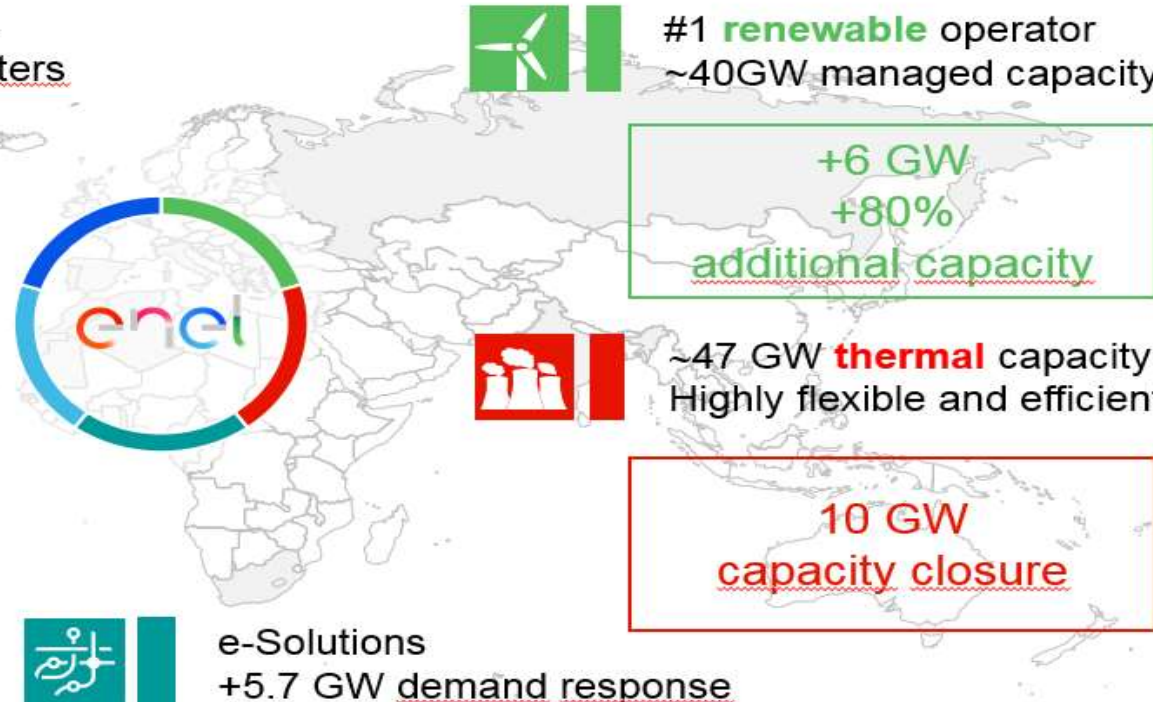 ters
#1 renewable operator
~40GW managed capacity
+6 GW
+80%
additional capacity
enel
~47 GW thermal capacity
Highly flexible and efficient
10 GW
capacity closure
e-Solutions
+5.7 GW demand response